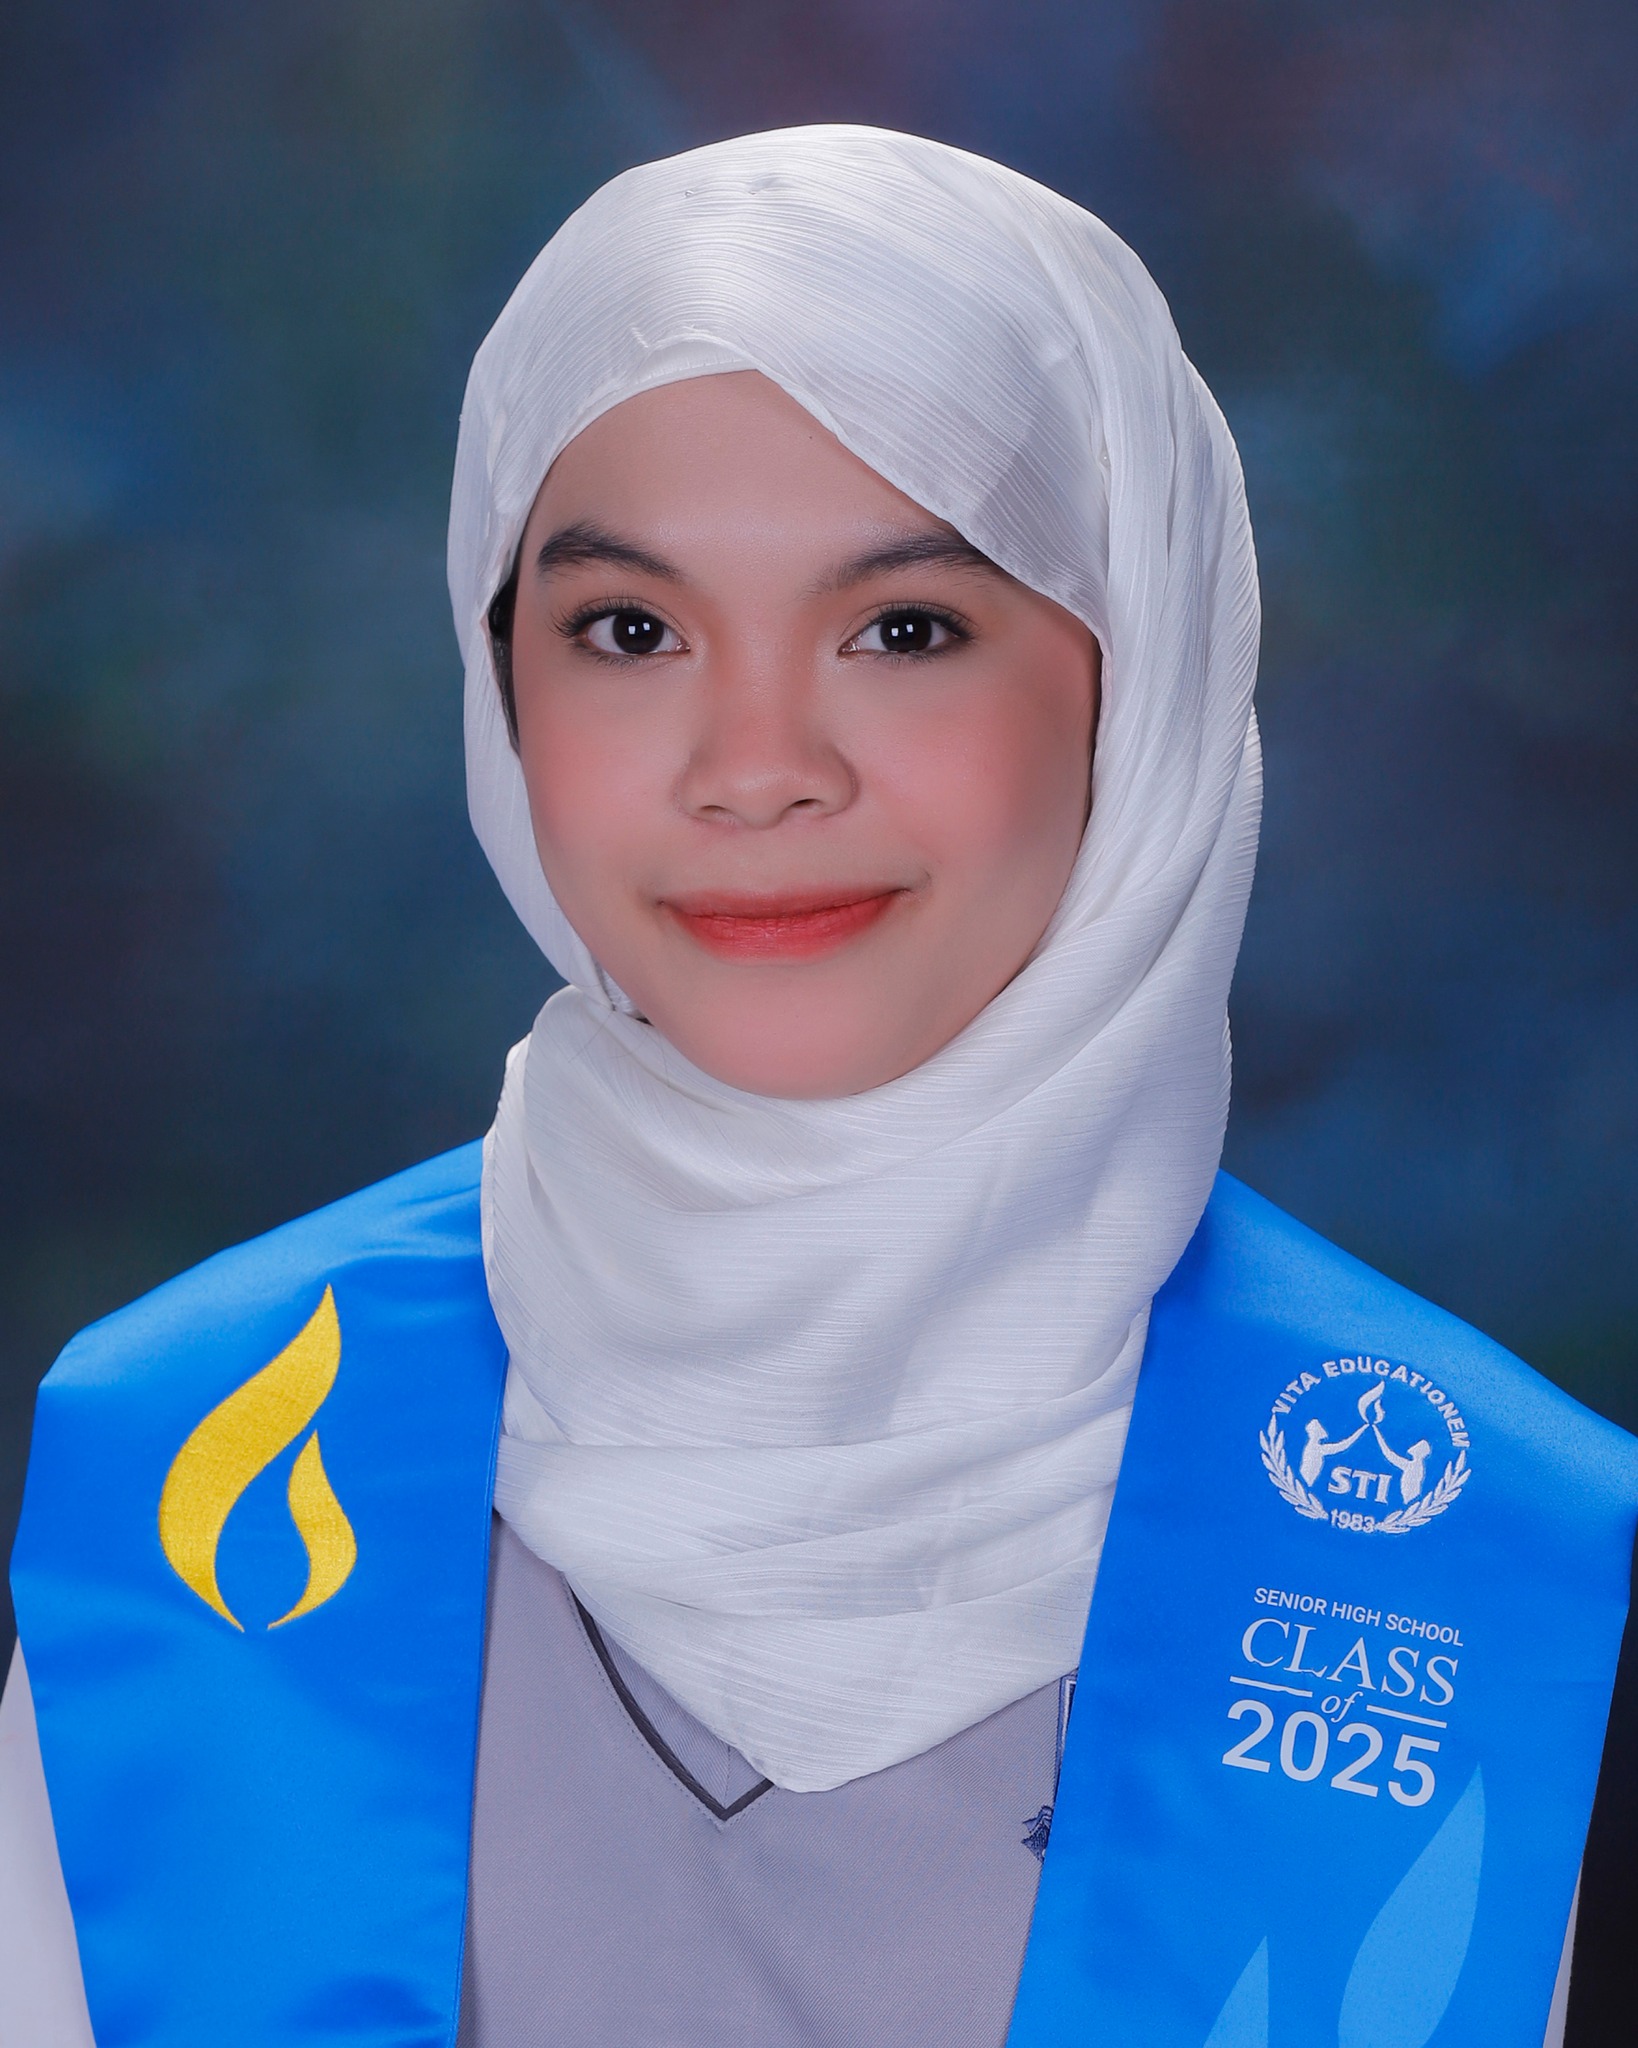 VITA EDUCATIONEM
STI
1983
SENIOR HIGH SCHOOL
CLASS
of
2025